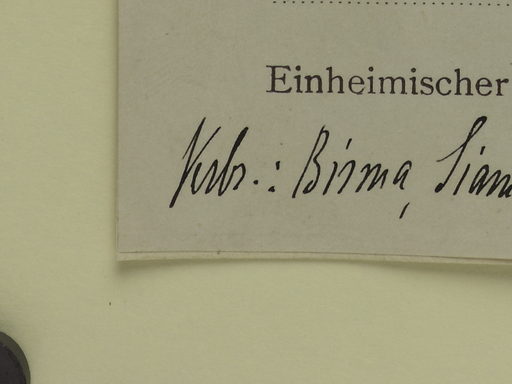 Einheimischer
Verbr.: Birma, Siam